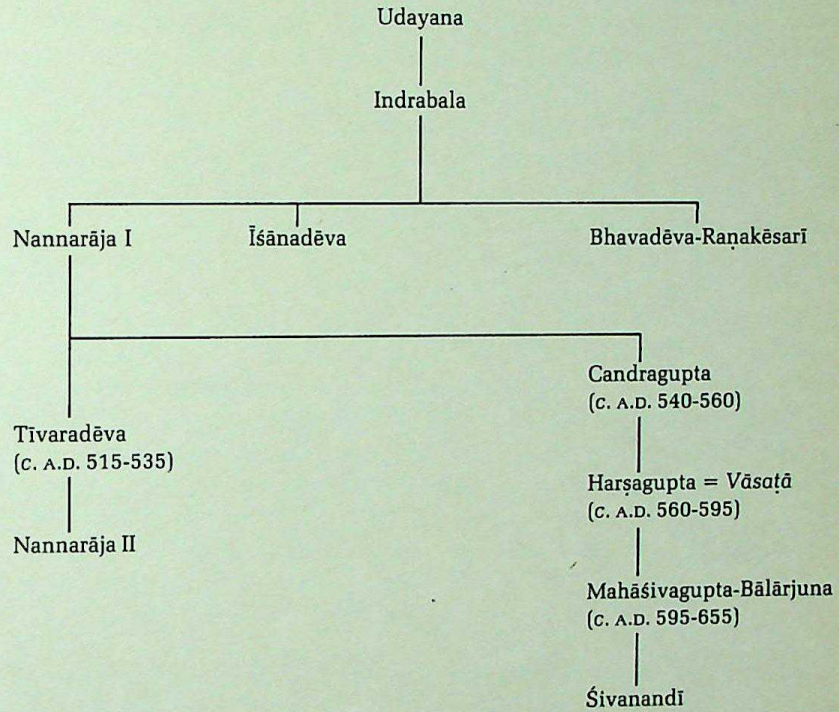 Udayana
Indrabala
Nannarāja I
Īśānadēva
Bhavadēva-Raṇakēsarī
Candragupta
(C. A.D. 540-560)
Tīvaradēva
(C. A.D. 515-535)
Harṣagupta = Vāsaṭā
(C. A.D. 560-595)
Nannarāja II
Mahāśivagupta-Bālārjuna
(C. A.D. 595-655)
Śivanandī